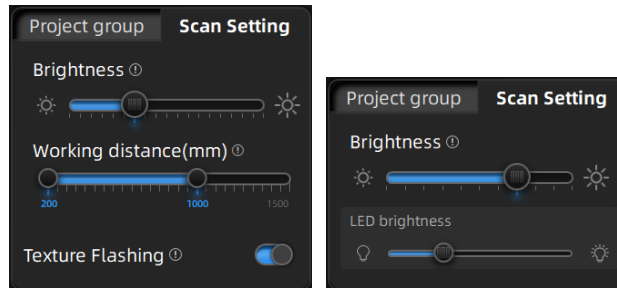 Project group Scan Setting
Brightness
Working distance(mm)
200 1000 1500
Texture Flashing
Project group Scan Setting
Brightness
LED brightness